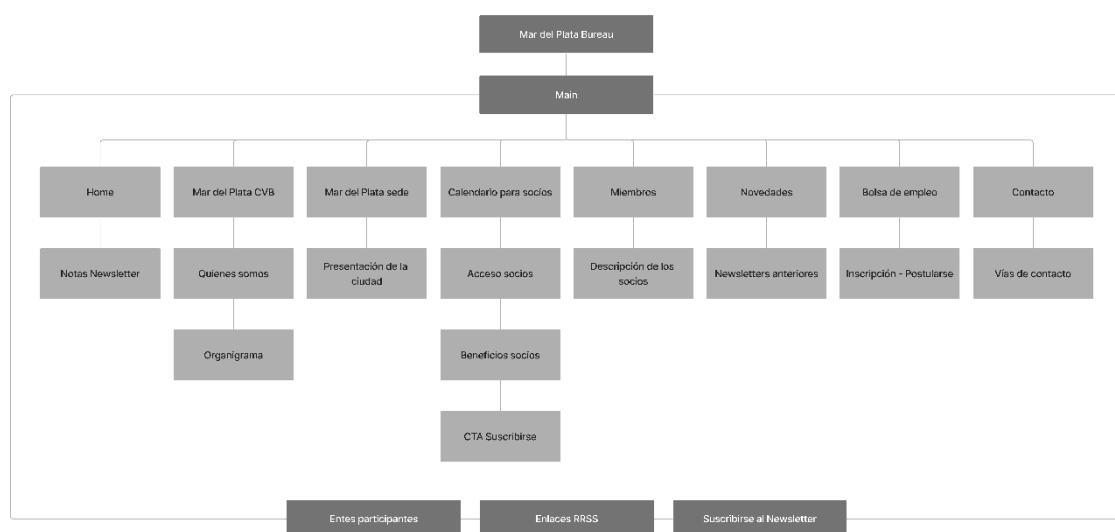 Mar del Plata Bureau
Main
Home
Mar del Plata CVB
Mar del Plata sede
Calendario para socios
Miembros
Novedades
Bolsa de empleo
Contacto
Notas Newsletter
Quienes somos
Presentación de la
ciudad
Acceso socios
Descripción de los
socios
Newsletters anteriores
Inscripción - Postularse
Vías de contacto
Organigrama
Beneficios socios
CTA Suscribirse
Entes participantes
Enlaces RRSS
Suscribirse al Newsletter